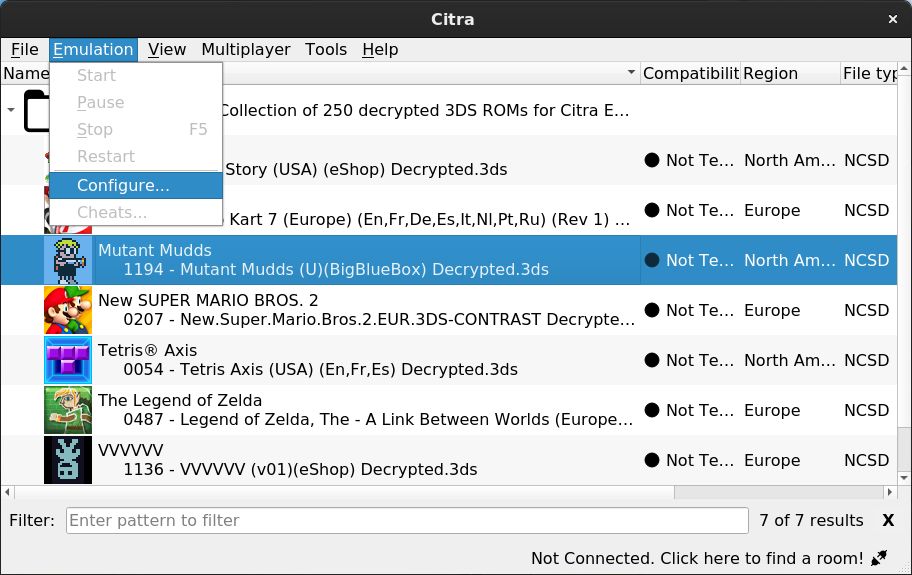 Citra
×
File Emulation View Multiplayer Tools Help
Name Compatibilit Region File typ
Start
Pause
Stop F5
Restart
Configure...
Cheats...
Collection of 250 decrypted 3DS ROMs for Citra E...
Story (USA) (eShop) Decrypted.3ds Not Te... North Am... NCSD
Kart 7 (Europe) (En,Fr,De,Es,It,Nl,Pt,Ru) (Rev 1) ... Not Te... Europe NCSD
Mutant Mudds
1194 - Mutant Mudds (U)(BigBlueBox) Decrypted.3ds Not Te... North Am... NCSD
New SUPER MARIO BROS. 2
0207 - New.Super.Mario.Bros.2.EUR.3DS-CONTRAST Decrypte... Not Te... Europe NCSD
Tetris® Axis
0054 - Tetris Axis (USA) (En,Fr,Es) Decrypted.3ds Not Te... North Am... NCSD
The Legend of Zelda
0487 - Legend of Zelda, The - A Link Between Worlds (Europe... Not Te... Europe NCSD
VVVVVV
1136 - VVVVVV (v01)(eShop) Decrypted.3ds Not Te... Europe NCSD
Filter: Enter pattern to filter 7 of 7 results X
Not Connected. Click here to find a room!